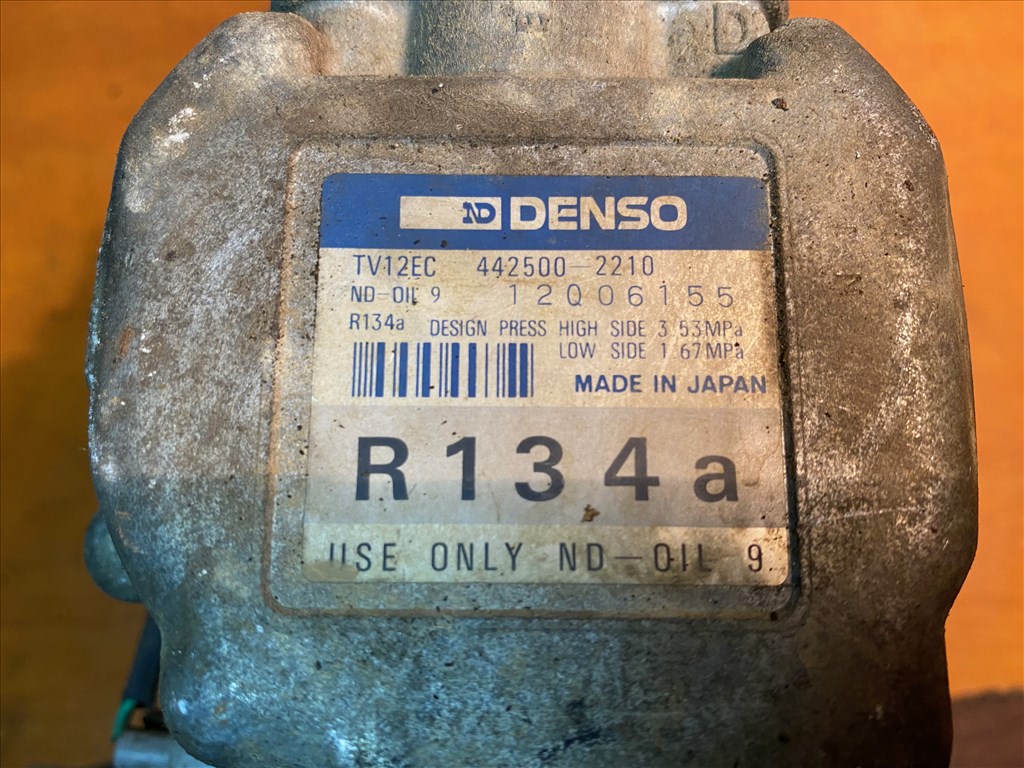 D
ND DENSO
TV12EC 442500-2210
ND-OIL 9 12Q06155
R134a DESIGN PRESS HIGH SIDE 3.53MPa
LOW SIDE 1.67MPa
MADE IN JAPAN
R134a
USE ONLY ND-OIL 9